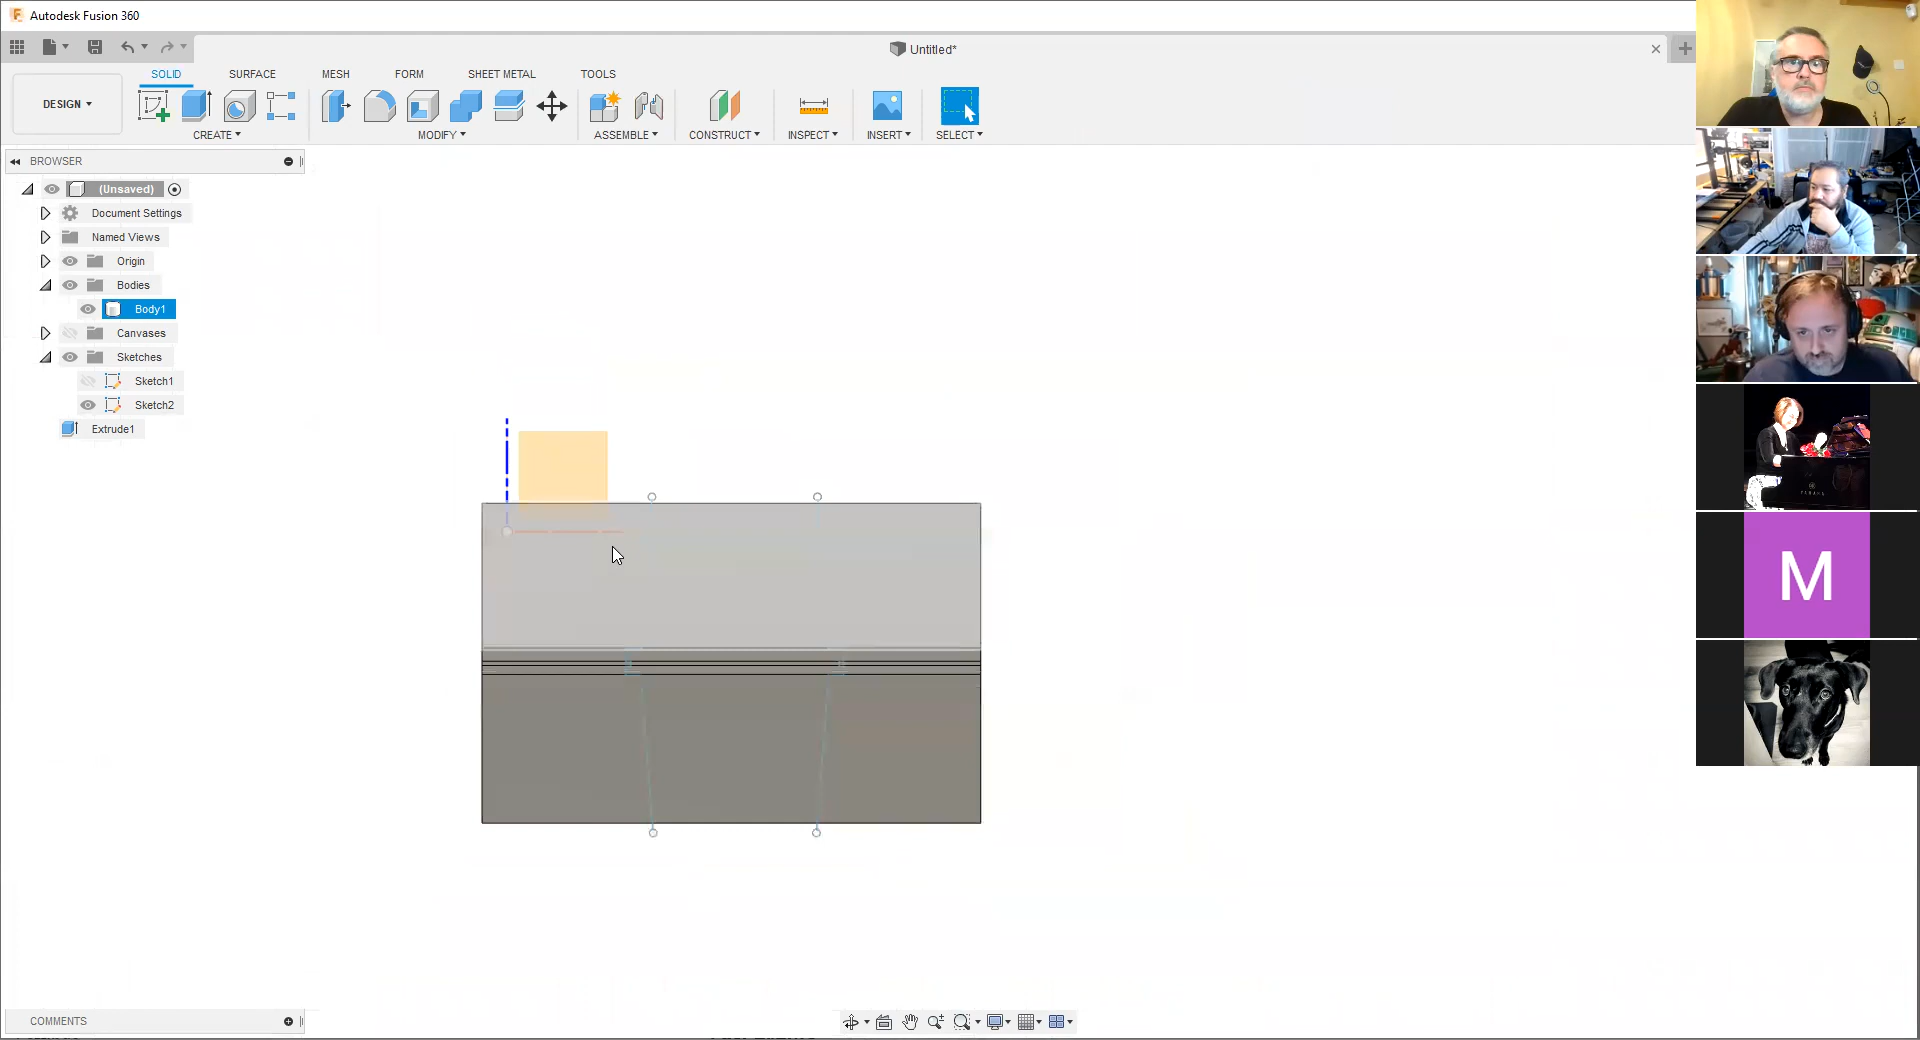 Autodesk Fusion 360
Untitled*
DESIGN
SOLID SURFACE MESH FORM SHEET METAL TOOLS
CREATE MODIFY ASSEMBLE CONSTRUCT INSPECT INSERT SELECT
BROWSER
(Unsaved)
Document Settings
Named Views
Origin
Bodies
Body1
Canvases
Sketches
Sketch1
Sketch2
Extrude1
M
COMMENTS